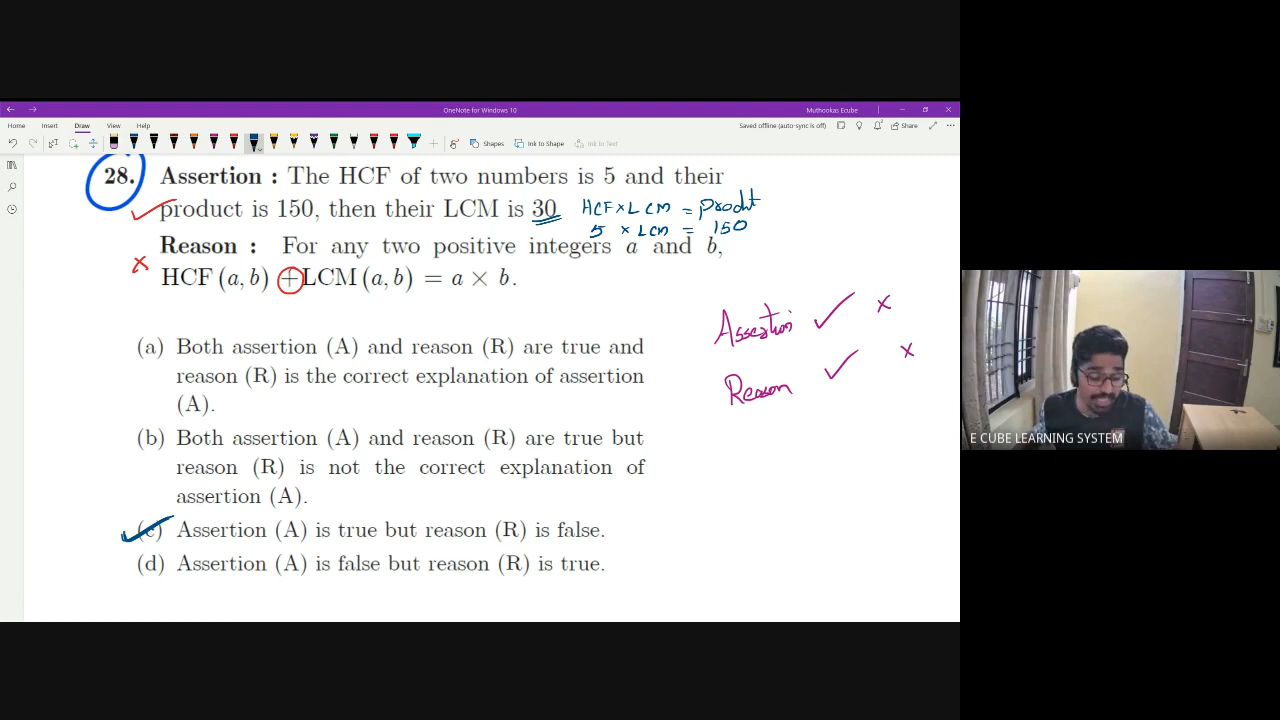 OneNote for Windows 10
Muthookas Ecube
Home Insert Draw View Help
Saved offline (auto-sync is off)
Share
Shapes
Ink to Shape
Ink to Text
28. Assertion : The HCF of two numbers is 5 and their
product is 150, then their LCM is 30
HCF × LCM = Prodt
5 × LCM = 150
Reason : For any two positive integers a and b,
HCF (a, b) + LCM (a, b) = a × b.
Assertion ✓ ×
Reason ✓ ×
(a) Both assertion (A) and reason (R) are true and
reason (R) is the correct explanation of assertion
(A).
(b) Both assertion (A) and reason (R) are true but
reason (R) is not the correct explanation of
assertion (A).
(c) Assertion (A) is true but reason (R) is false.
(d) Assertion (A) is false but reason (R) is true.
E CUBE LEARNING SYSTEM